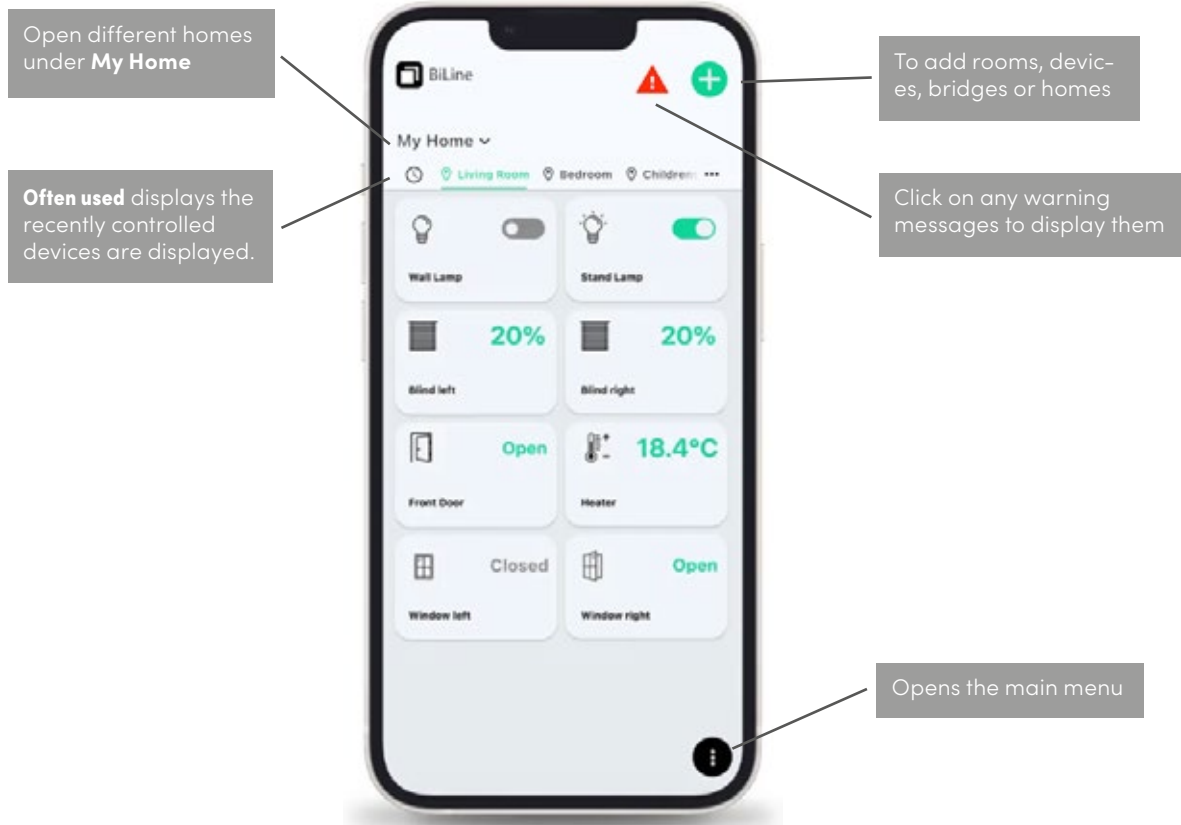 Open different homes
under My Home
To add rooms, devic-
es, bridges or homes
BiLine
My Home
Often used displays the
recently controlled
devices are displayed.
Living Room Bedroom Children
Click on any warning
messages to display them
Wall Lamp
Stand Lamp
20%
Blind left
20%
Blind right
Open
Front Door
18.4°C
Heater
Closed
Window left
Open
Window right
Opens the main menu